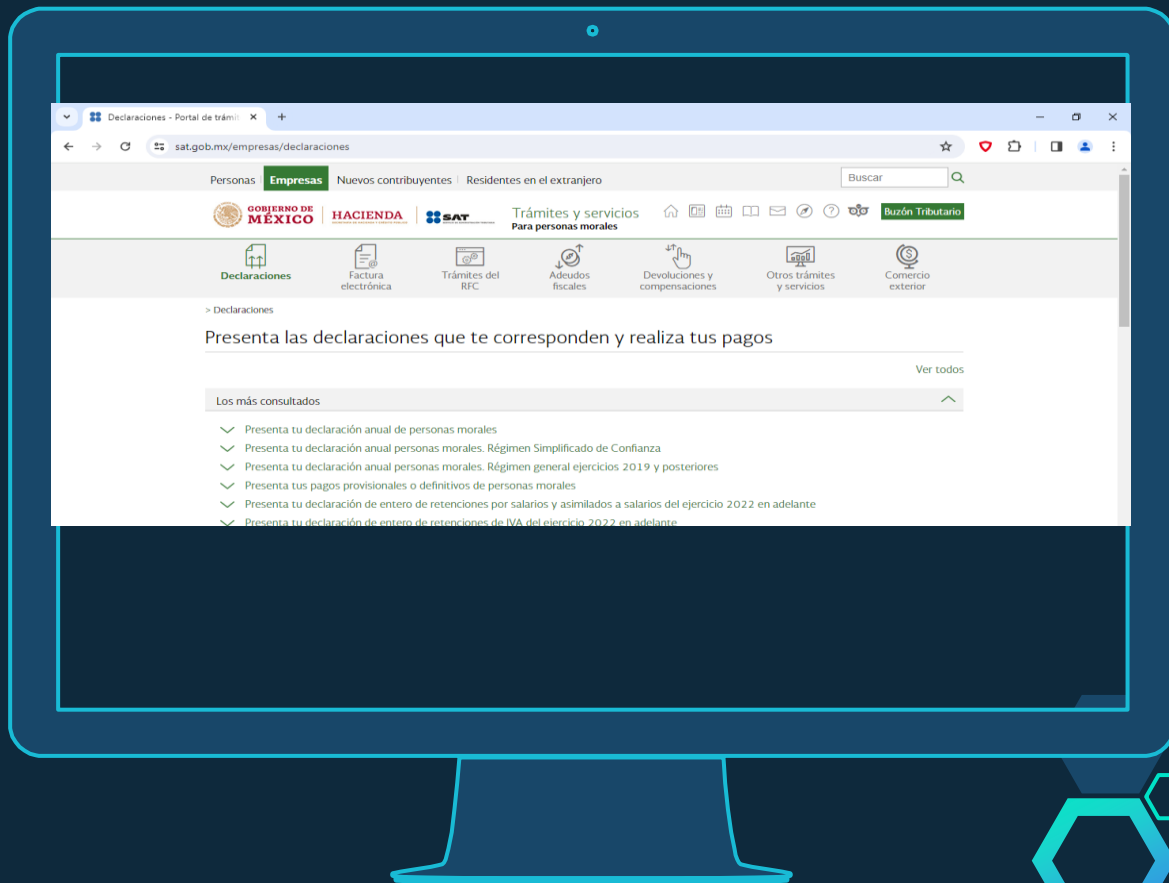 Declaraciones - Portal de trámit
sat.gob.mx/empresas/declaraciones
Personas Empresas Nuevos contribuyentes Residentes en el extranjero Buscar
GOBIERNO DE MÉXICO HACIENDA SAT Trámites y servicios Buzón Tributario
Para personas morales
Declaraciones Factura electrónica Trámites del RFC Adeudos fiscales Devoluciones y compensaciones Otros trámites y servicios Comercio exterior
> Declaraciones
Presenta las declaraciones que te corresponden y realiza tus pagos
Ver todos
Los más consultados
Presenta tu declaración anual de personas morales
Presenta tu declaración anual personas morales. Régimen Simplificado de Confianza
Presenta tu declaración anual personas morales. Régimen general ejercicios 2019 y posteriores
Presenta tus pagos provisionales o definitivos de personas morales
Presenta tu declaración de entero de retenciones por salarios y asimilados a salarios del ejercicio 2022 en adelante
Presenta tu declaración de entero de retenciones de IVA del ejercicio 2022 en adelante